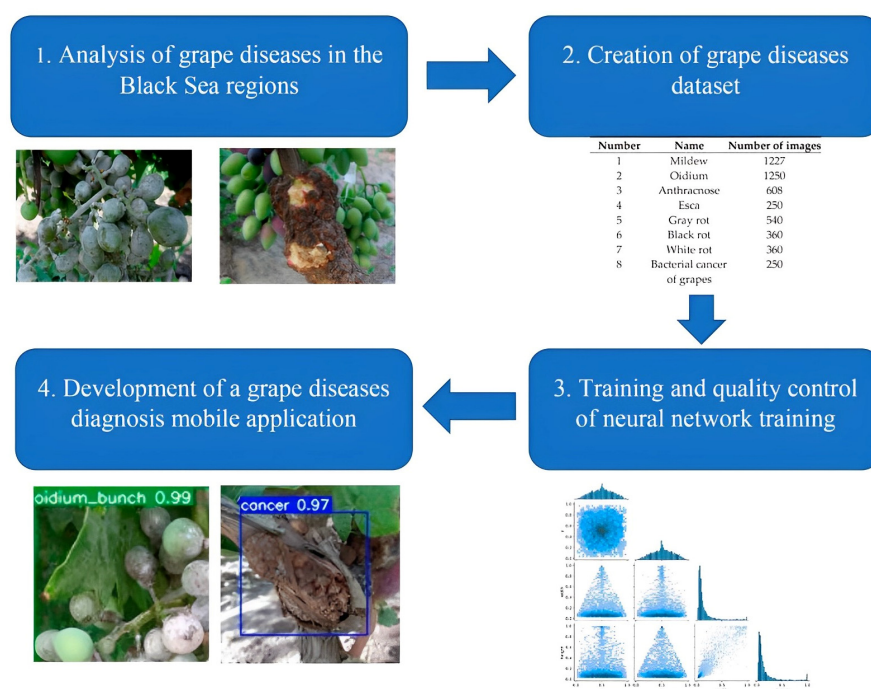 1. Analysis of grape diseases in the
Black Sea regions
2. Creation of grape diseases
dataset
Number Name Number of images
1 Mildew 1227
2 Oidium 1250
3 Anthracnose 608
4 Esca 250
5 Gray rot 540
6 Black rot 360
7 White rot 360
8 Bacterial cancer 250
of grapes
4. Development of a grape diseases
diagnosis mobile application
3. Training and quality control
of neural network training
oidium_bunch 0.99
cancer 0.97